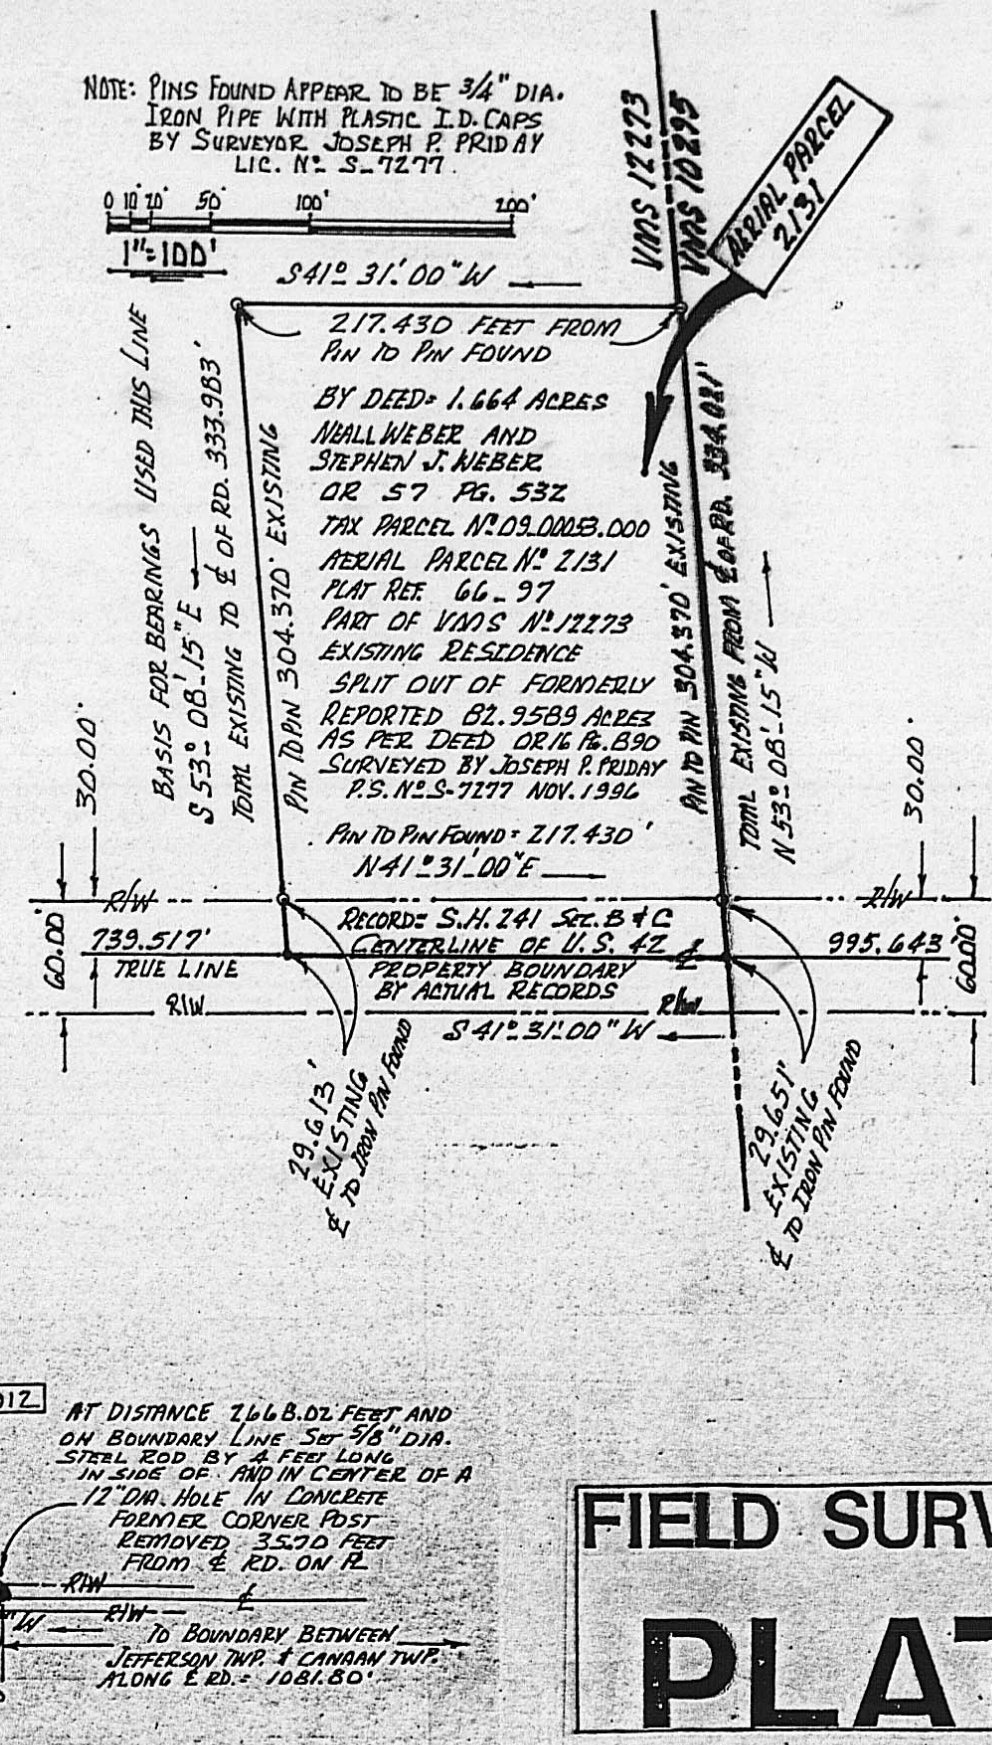 NOTE: PINS FOUND APPEAR TO BE 3/4" DIA.
IRON PIPE WITH PLASTIC I.D. CAPS
BY SURVEYOR JOSEPH P. PRIDAY
LIC. Nº S-7277.
0 10' 20' 50' 100' 200'
1"=100'
VMS 12273
VMS 10295
AERIAL PARCEL
2131
S41º 31.'00"W
217.430 FEET FROM
PIN TO PIN FOUND
BASIS FOR BEARINGS USED THIS LINE
S 53º 08.'15"E
TOTAL EXISTING TO ℄ OF RD. 333.983'
PIN TO PIN 304.370' EXISTING
BY DEED= 1.664 ACRES
NEALL WEBER AND
STEPHEN J. WEBER
OR 57 PG. 532
TAX PARCEL Nº 09.00053.000
AERIAL PARCEL Nº 2131
PLAT REF. 66-97
PART OF VMS Nº 12273
EXISTING RESIDENCE
SPLIT OUT OF FORMERLY
REPORTED 82.9589 ACRES
AS PER DEED OR16 PG. 890
SURVEYED BY JOSEPH P. PRIDAY
P.S. Nº S-7277 NOV. 1996
PIN TO PIN FOUND = 217.430'
N41º31'.00"E
PIN TO PIN 304.370' EXISTING
TOTAL EXISTING FROM ℄ OF RD. 334.021'
N 53º 08'.15"W
30.00'
30.00'
60.00'
60.00'
R/W
R/W
RECORD= S.H. 241 SEC. B & C
739.517'
CENTERLINE OF U.S. 42 ℄
995.643'
TRUE LINE
PROPERTY BOUNDARY
BY ACTUAL RECORDS
R/W
R/W
S 41º 31'.00"W
29.613'
EXISTING
℄ TO IRON PIN FOUND
29.651'
EXISTING
℄ TO IRON PIN FOUND
012
AT DISTANCE 2668.02 FEET AND
ON BOUNDARY LINE SET 5/8" DIA.
STEEL ROD BY 4 FEET LONG
IN SIDE OF AND IN CENTER OF A
12" DIA. HOLE IN CONCRETE
FORMER CORNER POST
REMOVED 35.70 FEET
FROM ℄ RD. ON PL
R/W
℄
R/W
"W
TO BOUNDARY BETWEEN
JEFFERSON TWP. & CANAAN TWP.
ALONG ℄ RD. = 1081.80'
FIELD SURV
PLAT